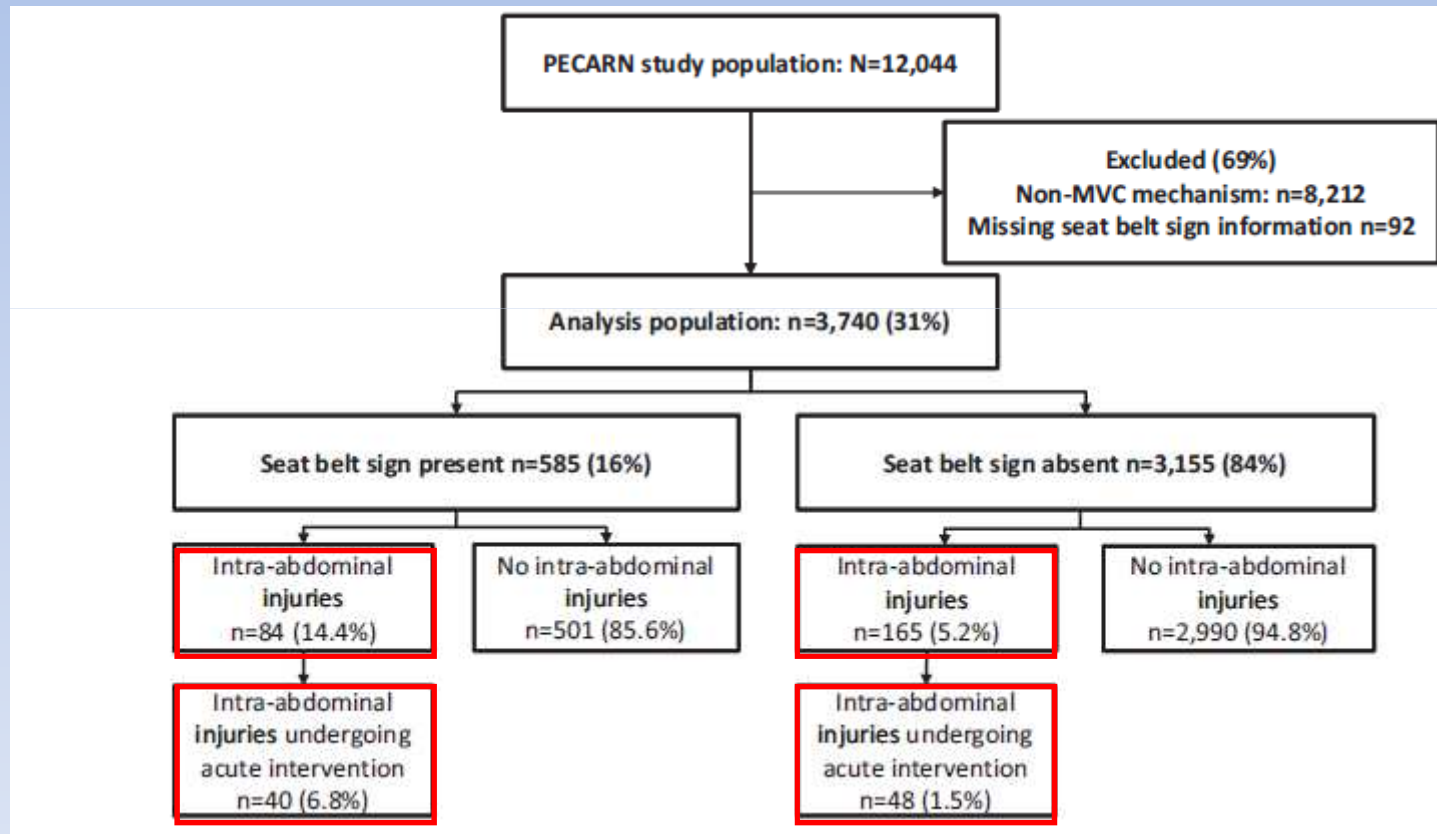 PECARN study population: N=12,044
Excluded (69%)
Non-MVC mechanism: n=8,212
Missing seat belt sign information n=92
Analysis population: n=3,740 (31%)
Seat belt sign present n=585 (16%)
Seat belt sign absent n=3,155 (84%)
Intra-abdominal
injuries
n=84 (14.4%)
No intra-abdominal
injuries
n=501 (85.6%)
Intra-abdominal
injuries
n=165 (5.2%)
No intra-abdominal
injuries
n=2,990 (94.8%)
Intra-abdominal
injuries undergoing
acute intervention
n=40 (6.8%)
Intra-abdominal
injuries undergoing
acute intervention
n=48 (1.5%)